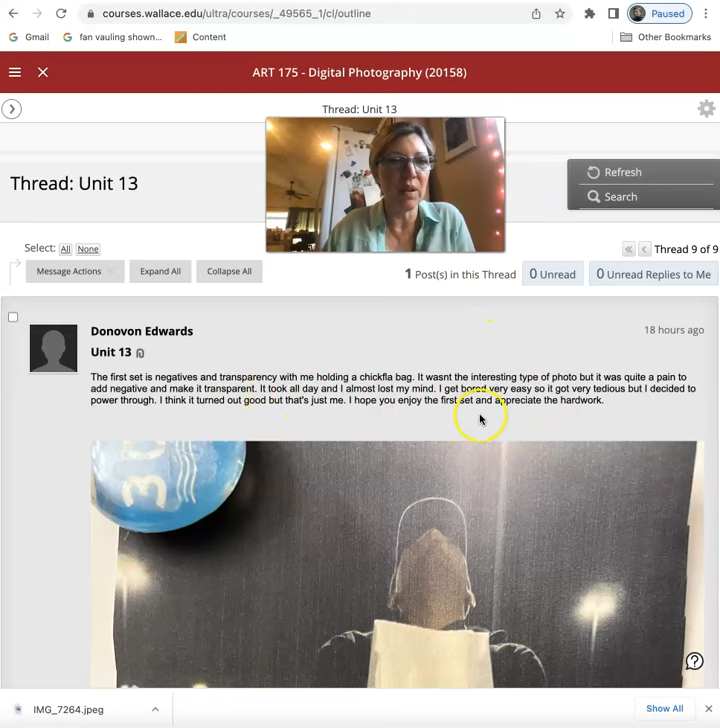 courses.wallace.edu/ultra/courses/_49565_1/cl/outline
Paused
Gmail
fan vauling shown...
Content
Other Bookmarks
ART 175 - Digital Photography (20158)
Thread: Unit 13
Thread: Unit 13
Refresh
Search
Select: All None
Thread 9 of 9
Message Actions
Expand All
Collapse All
1 Post(s) in this Thread
0 Unread
0 Unread Replies to Me
Donovon Edwards
18 hours ago
Unit 13
The first set is negatives and transparency with me holding a chickfla bag. It wasnt the interesting type of photo but it was quite a pain to
add negative and make it transparent. It took all day and I almost lost my mind. I get bored very easy so it got very tedious but I decided to
power through. I think it turned out good but that's just me. I hope you enjoy the first set and appreciate the hardwork.
IMG_7264.jpeg
Show All